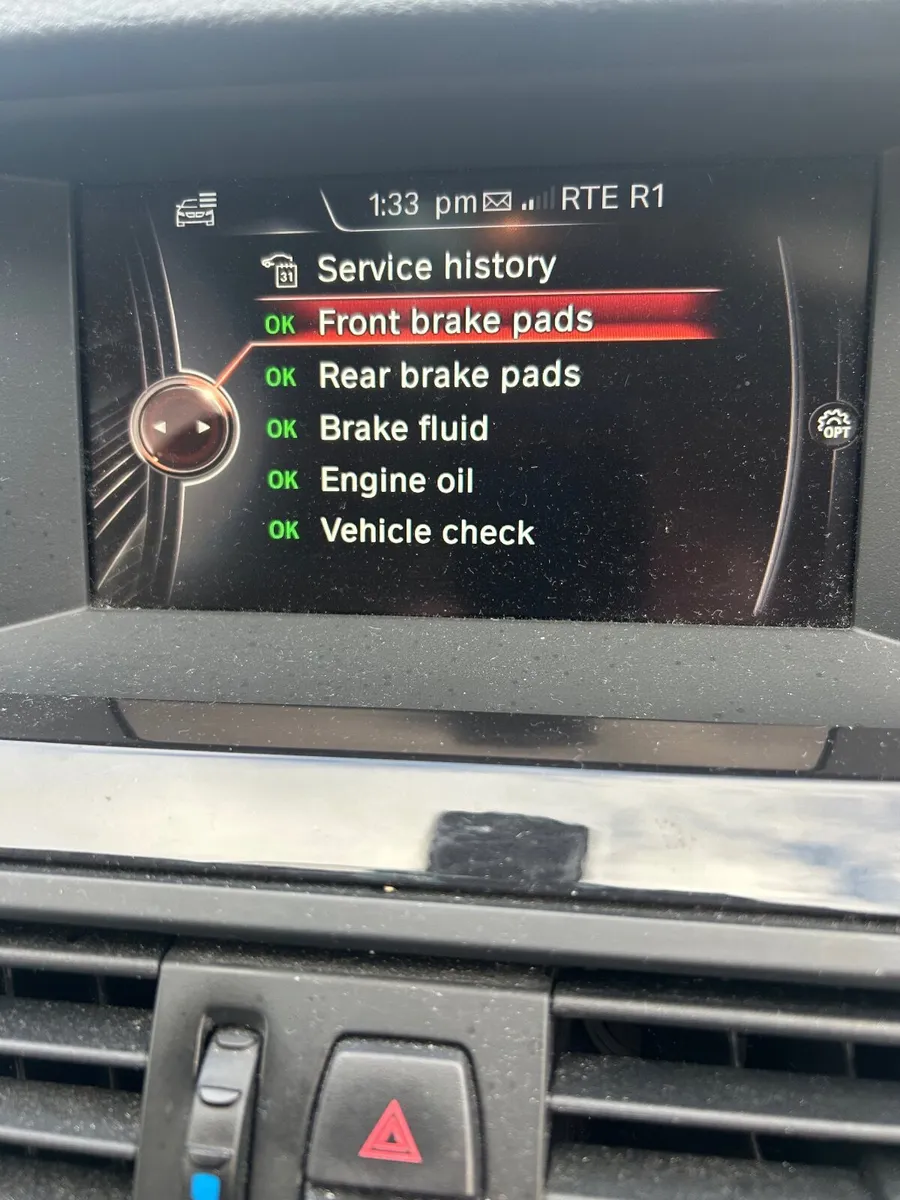 1:33 pm RTE R1
31 Service history
OK Front brake pads
OK Rear brake pads
OPT
OK Brake fluid
OK Engine oil
OK Vehicle check